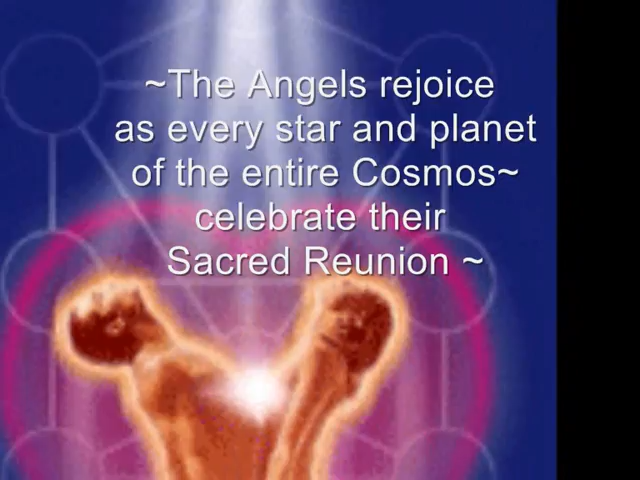 ~The Angels rejoice
as every star and planet
of the entire Cosmos~
celebrate their
Sacred Reunion ~